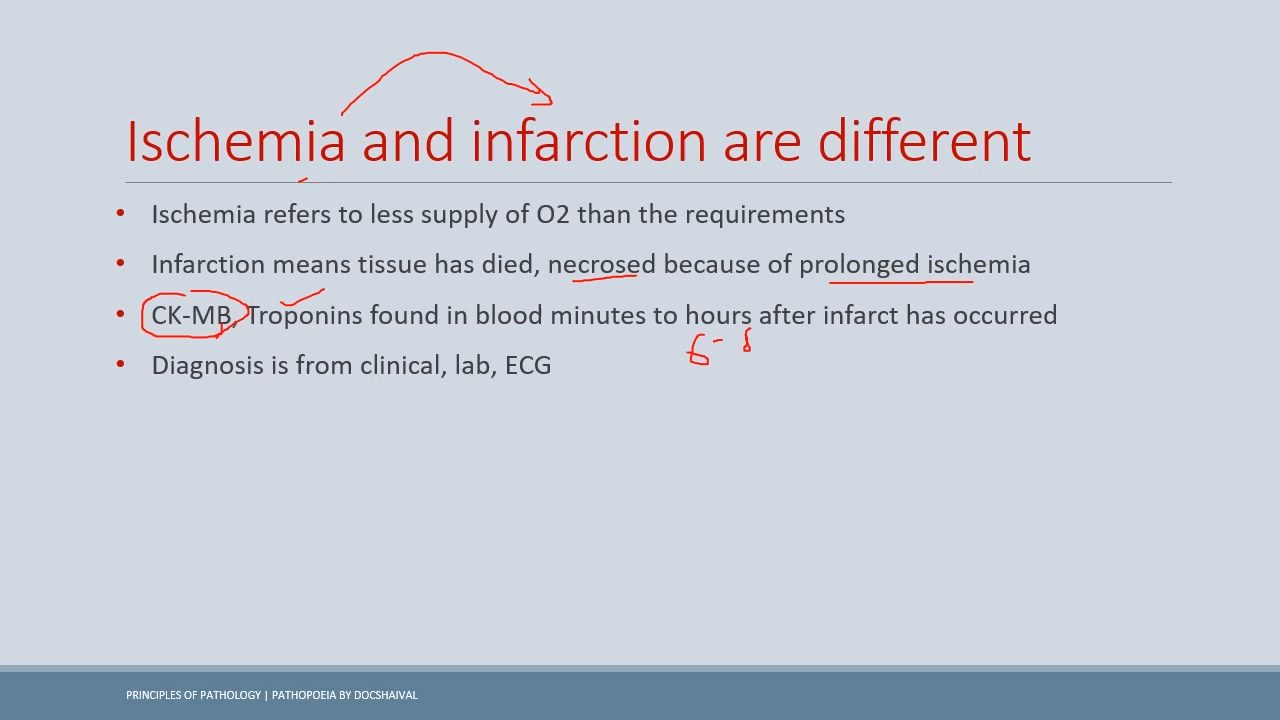 Ischemia and infarction are different
• Ischemia refers to less supply of O2 than the requirements
• Infarction means tissue has died, necrosed because of prolonged ischemia
• CK-MB, Troponins found in blood minutes to hours after infarct has occurred
6-8
• Diagnosis is from clinical, lab, ECG
PRINCIPLES OF PATHOLOGY | PATHOPOEIA BY DOCSHAIVAL